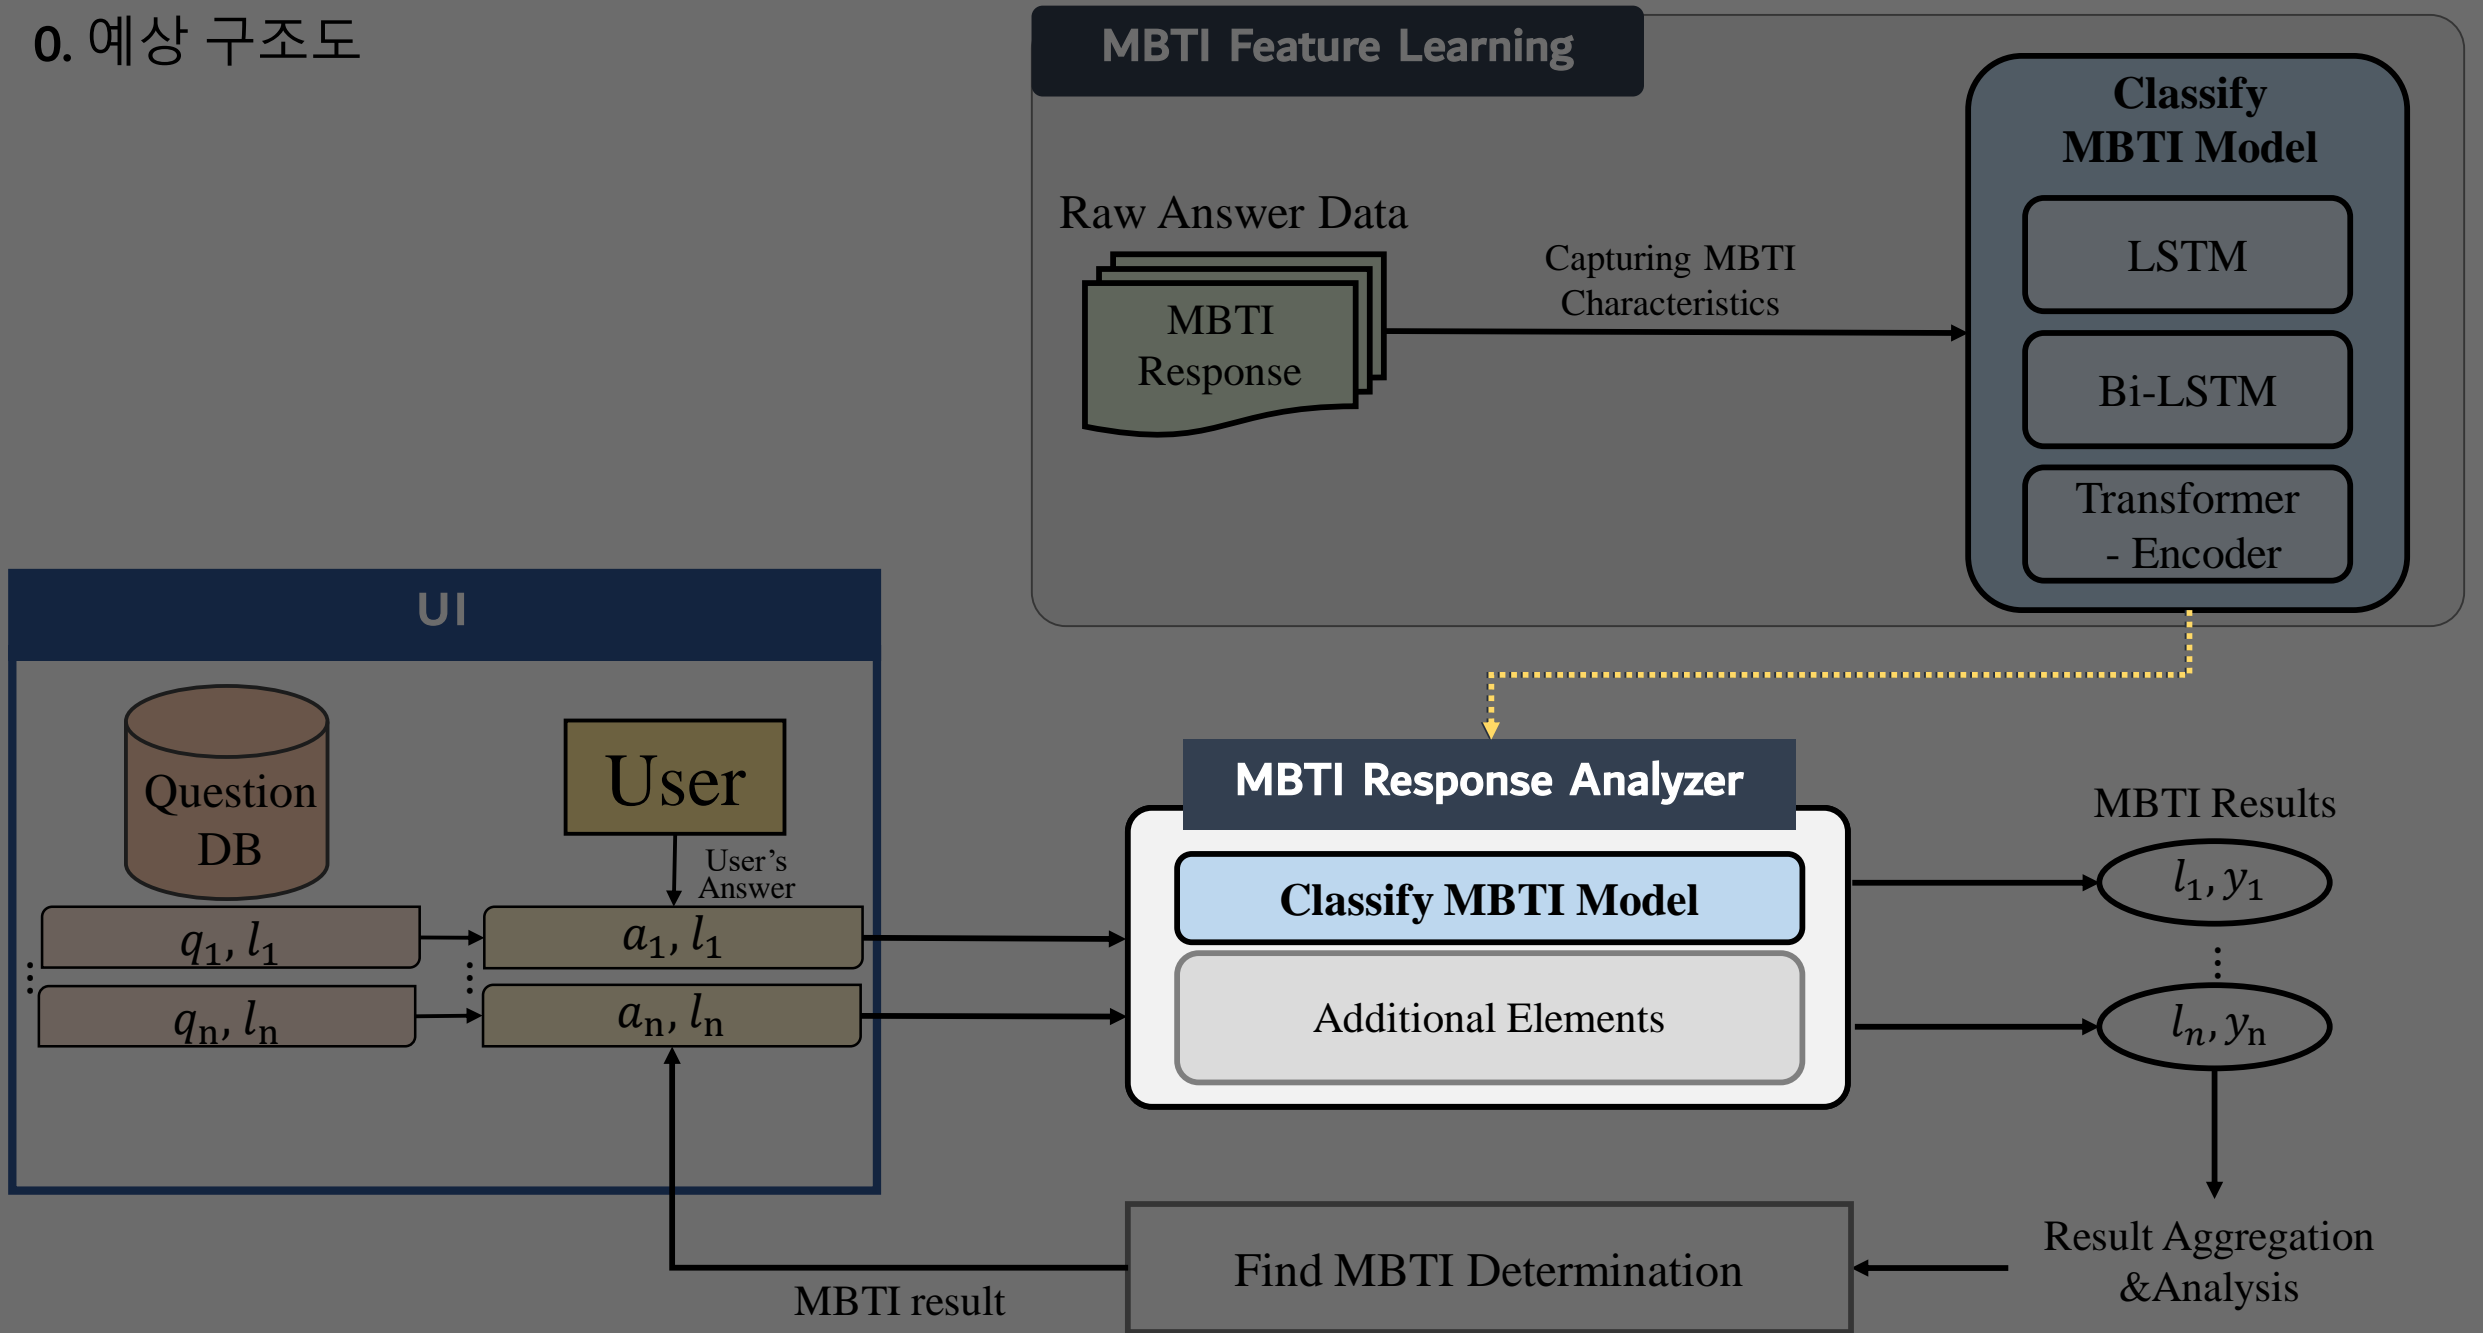 0. 예상 구조도
MBTI Feature Learning
Classify
MBTI Model
LSTM
Bi-LSTM
Transformer
- Encoder
Raw Answer Data
MBTI
Response
Capturing MBTI
Characteristics
UI
Question
DB
User
User's
Answer
q₁, l₁
a₁, l₁
⋮
⋮
qₙ, lₙ
aₙ, lₙ
MBTI Response Analyzer
Classify MBTI Model
Additional Elements
MBTI Results
l₁, y₁
⋮
lₙ, yₙ
Result Aggregation
&Analysis
Find MBTI Determination
MBTI result